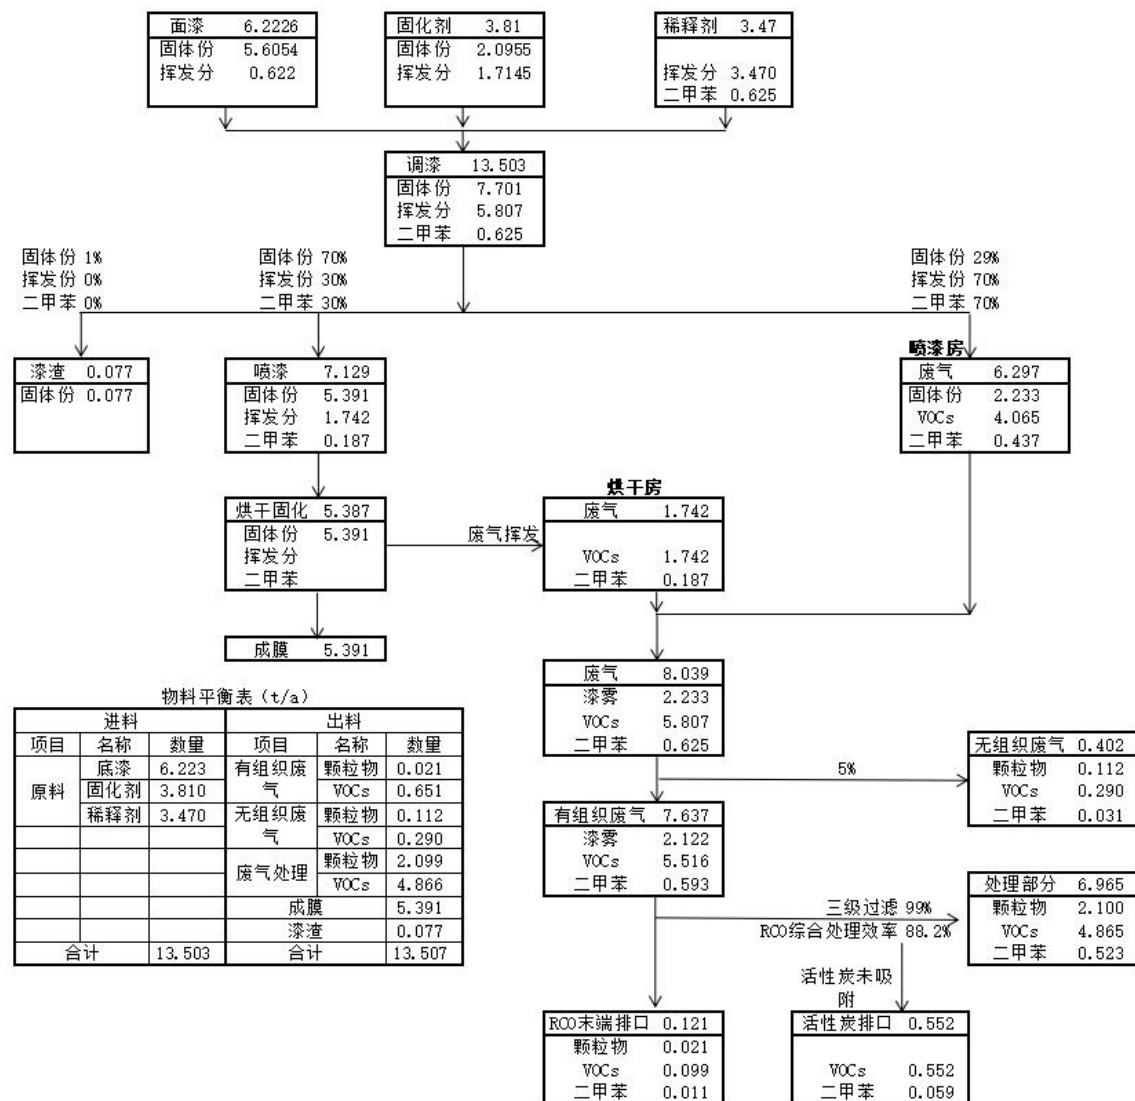 面漆 6.2226
固体份 5.6054
挥发分 0.622
固化剂 3.81
固体份 2.0955
挥发分 1.7145
稀释剂 3.47
挥发分 3.470
二甲苯 0.625
调漆 13.503
固体份 7.701
挥发分 5.807
二甲苯 0.625
固体份 1%
挥发份 0%
二甲苯 0%
固体份 70%
挥发份 30%
二甲苯 30%
固体份 29%
挥发份 70%
二甲苯 70%
漆渣 0.077
固体份 0.077
喷漆 7.129
固体份 5.391
挥发分 1.742
二甲苯 0.187
喷漆房
废气 6.297
固体份 2.233
VOCs 4.065
二甲苯 0.437
烘干固化 5.387
固体份 5.391
挥发分
二甲苯
废气挥发
烘干房
废气 1.742
VOCs 1.742
二甲苯 0.187
成膜 5.391
废气 8.039
漆雾 2.233
VOCs 5.807
二甲苯 0.625
5%
无组织废气 0.402
颗粒物 0.112
VOCs 0.290
二甲苯 0.031
有组织废气 7.637
漆雾 2.122
VOCs 5.516
二甲苯 0.593
三级过滤 99%
RCO综合处理效率 88.2%
处理部分 6.965
颗粒物 2.100
VOCs 4.865
二甲苯 0.523
活性炭未吸
附
RCO末端排口 0.121
颗粒物 0.021
VOCs 0.099
二甲苯 0.011
活性炭排口 0.552
VOCs 0.552
二甲苯 0.059
物料平衡表（t/a）
进料 出料
项目 名称 数量 项目 名称 数量
原料 底漆 6.223 有组织废气 颗粒物 0.021
固化剂 3.810 VOCs 0.651
稀释剂 3.470 无组织废气 颗粒物 0.112
VOCs 0.290
废气处理 颗粒物 2.099
VOCs 4.866
成膜 5.391
漆渣 0.077
合计 13.503 合计 13.507